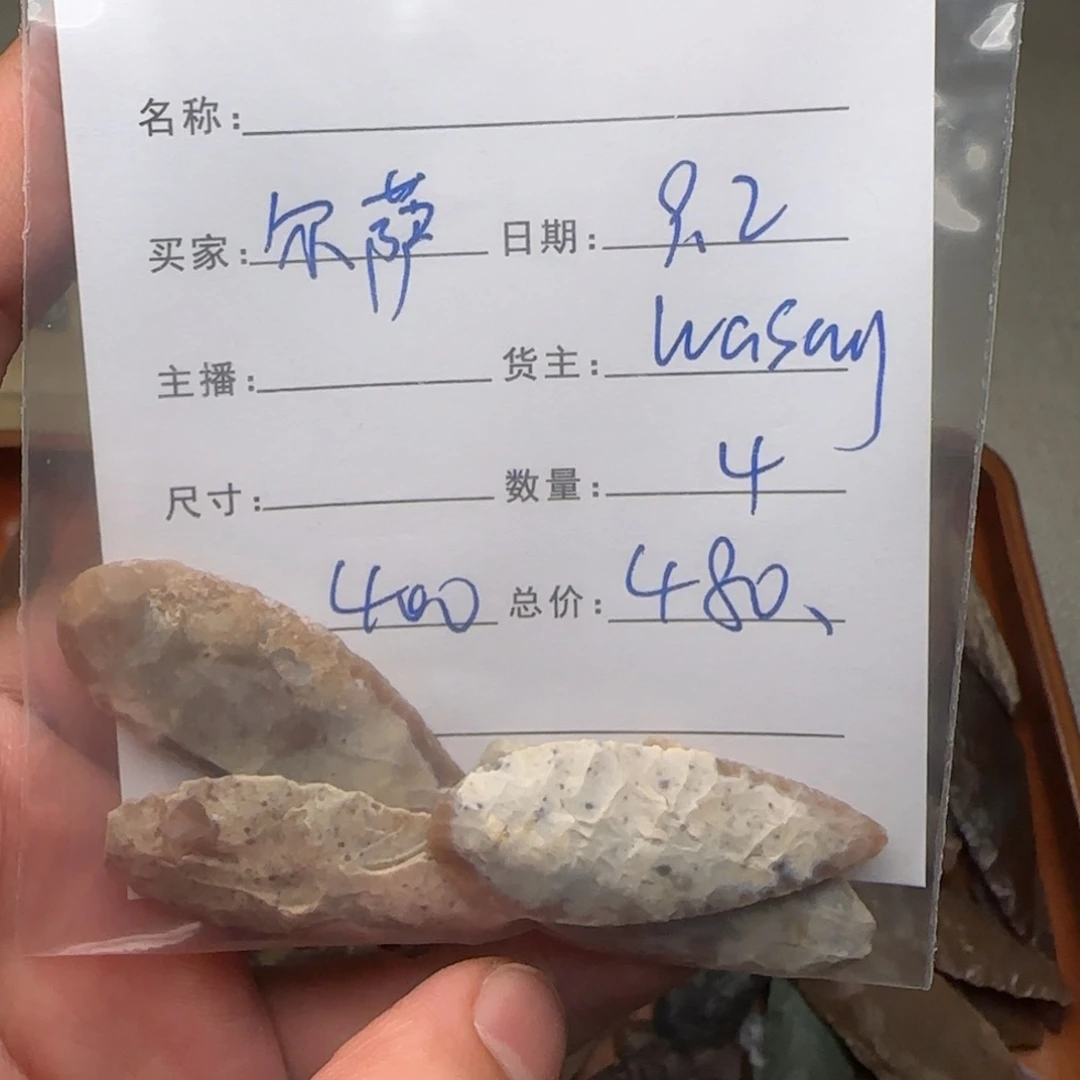 名称:
买家: 尔萨 日期: 9.2
主播: 货主: wasay
尺寸: 数量: 4
400 总价: 480、